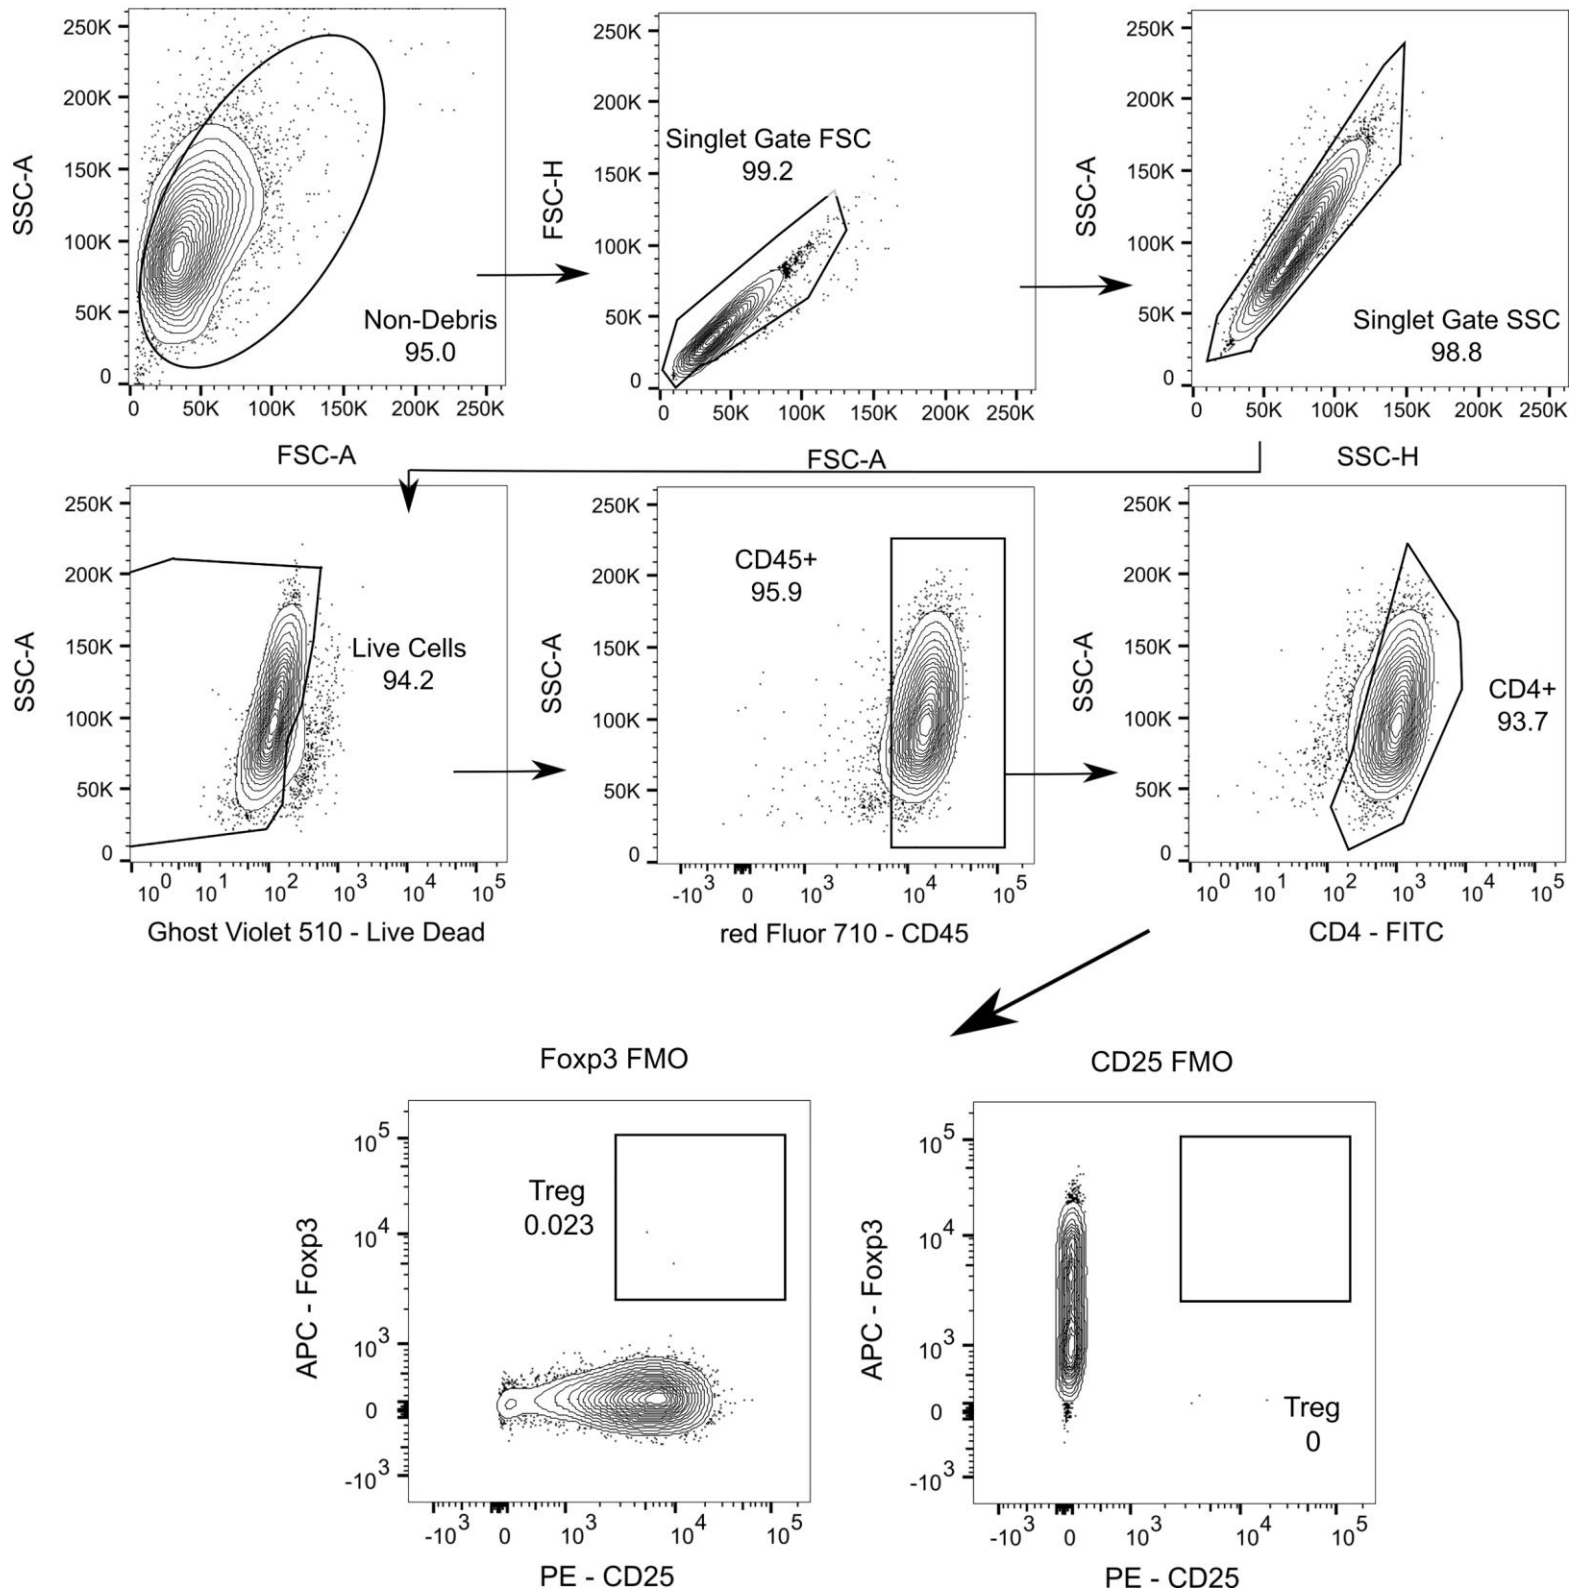 250K
200K
150K
100K
50K
0
SSC-A
Non-Debris
95.0
0 50K 100K 150K 200K 250K
FSC-A
250K
200K
150K
100K
50K
0
FSC-H
Singlet Gate FSC
99.2
0 50K 100K 150K 200K 250K
FSC-A
250K
200K
150K
100K
50K
0
SSC-A
Singlet Gate SSC
98.8
0 50K 100K 150K 200K 250K
SSC-H
250K
200K
150K
100K
50K
0
SSC-A
Live Cells
94.2
10^0 10^1 10^2 10^3 10^4 10^5
Ghost Violet 510 - Live Dead
250K
200K
150K
100K
50K
0
SSC-A
CD45+
95.9
-10^3 0 10^3 10^4 10^5
red Fluor 710 - CD45
250K
200K
150K
100K
50K
0
SSC-A
CD4+
93.7
10^0 10^1 10^2 10^3 10^4 10^5
CD4 - FITC
Foxp3 FMO
10^5
10^4
10^3
0
-10^3
APC - Foxp3
Treg
0.023
-10^3 0 10^3 10^4 10^5
PE - CD25
CD25 FMO
10^5
10^4
10^3
0
-10^3
APC - Foxp3
Treg
0
-10^3 0 10^3 10^4 10^5
PE - CD25